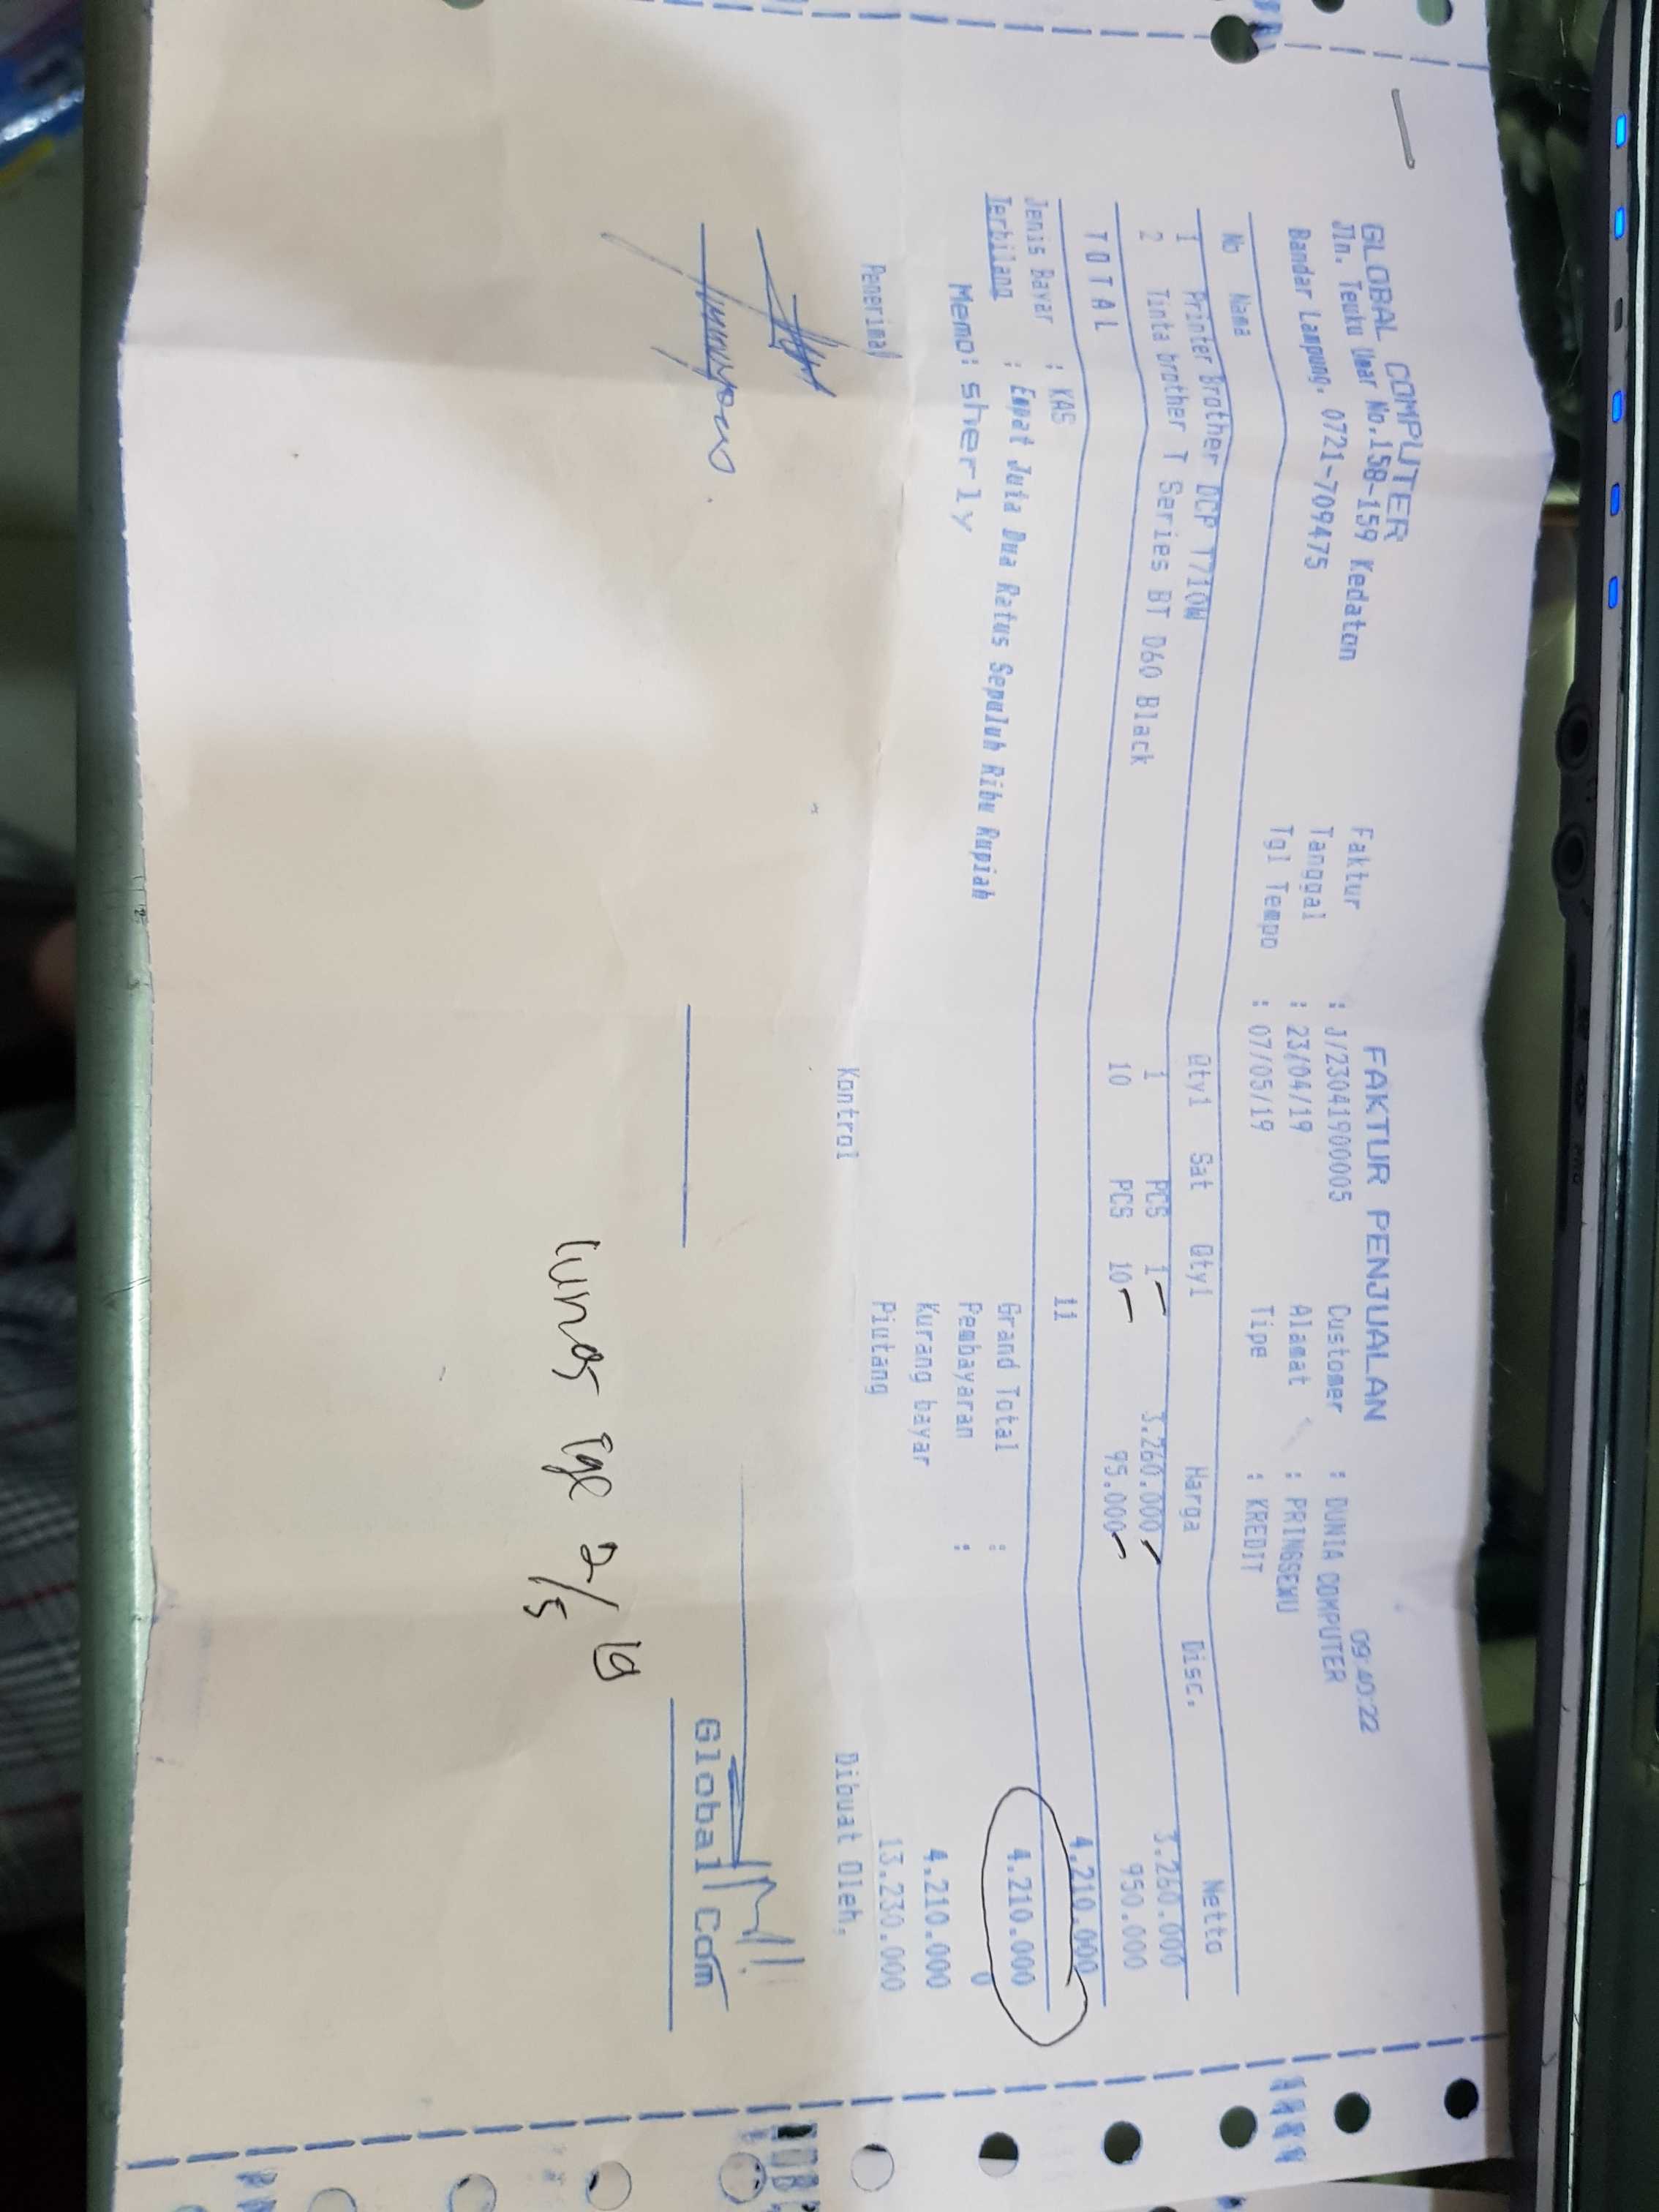 FAKTUR PENJUALAN 09:40:22
GLOBAL COMPUTER
Jln. Teuku Umar No.158-159 Kedaton
Bandar Lampung, 0721-709475
Faktur : J/23041900005 Customer : DUNIA COMPUTER
Tanggal : 23/04/19 Alamat : PRINGSEWU
Tgl Tempo : 07/05/19 Tipe : KREDIT
No Nama Qty1 Sat Qty1 Harga Disc. Netto
1 Printer Brother DCP T710W 1 PCS 1 3.260.000 3.260.000
2 Tinta brother T Series BT D60 Black 10 PCS 10 95.000 950.000
TOTAL 11 4.210.000
Jenis Bayar : KAS Grand Total : 4.210.000
Terbilang : Empat Juta Dua Ratus Sepuluh Ribu Rupiah Pembayaran : 0
Memo: sherly Kurang bayar 4.210.000
Piutang 13.230.000
Penerima Kontrol Dibuat Oleh,
Global Com
Lunas tge 2/5 19